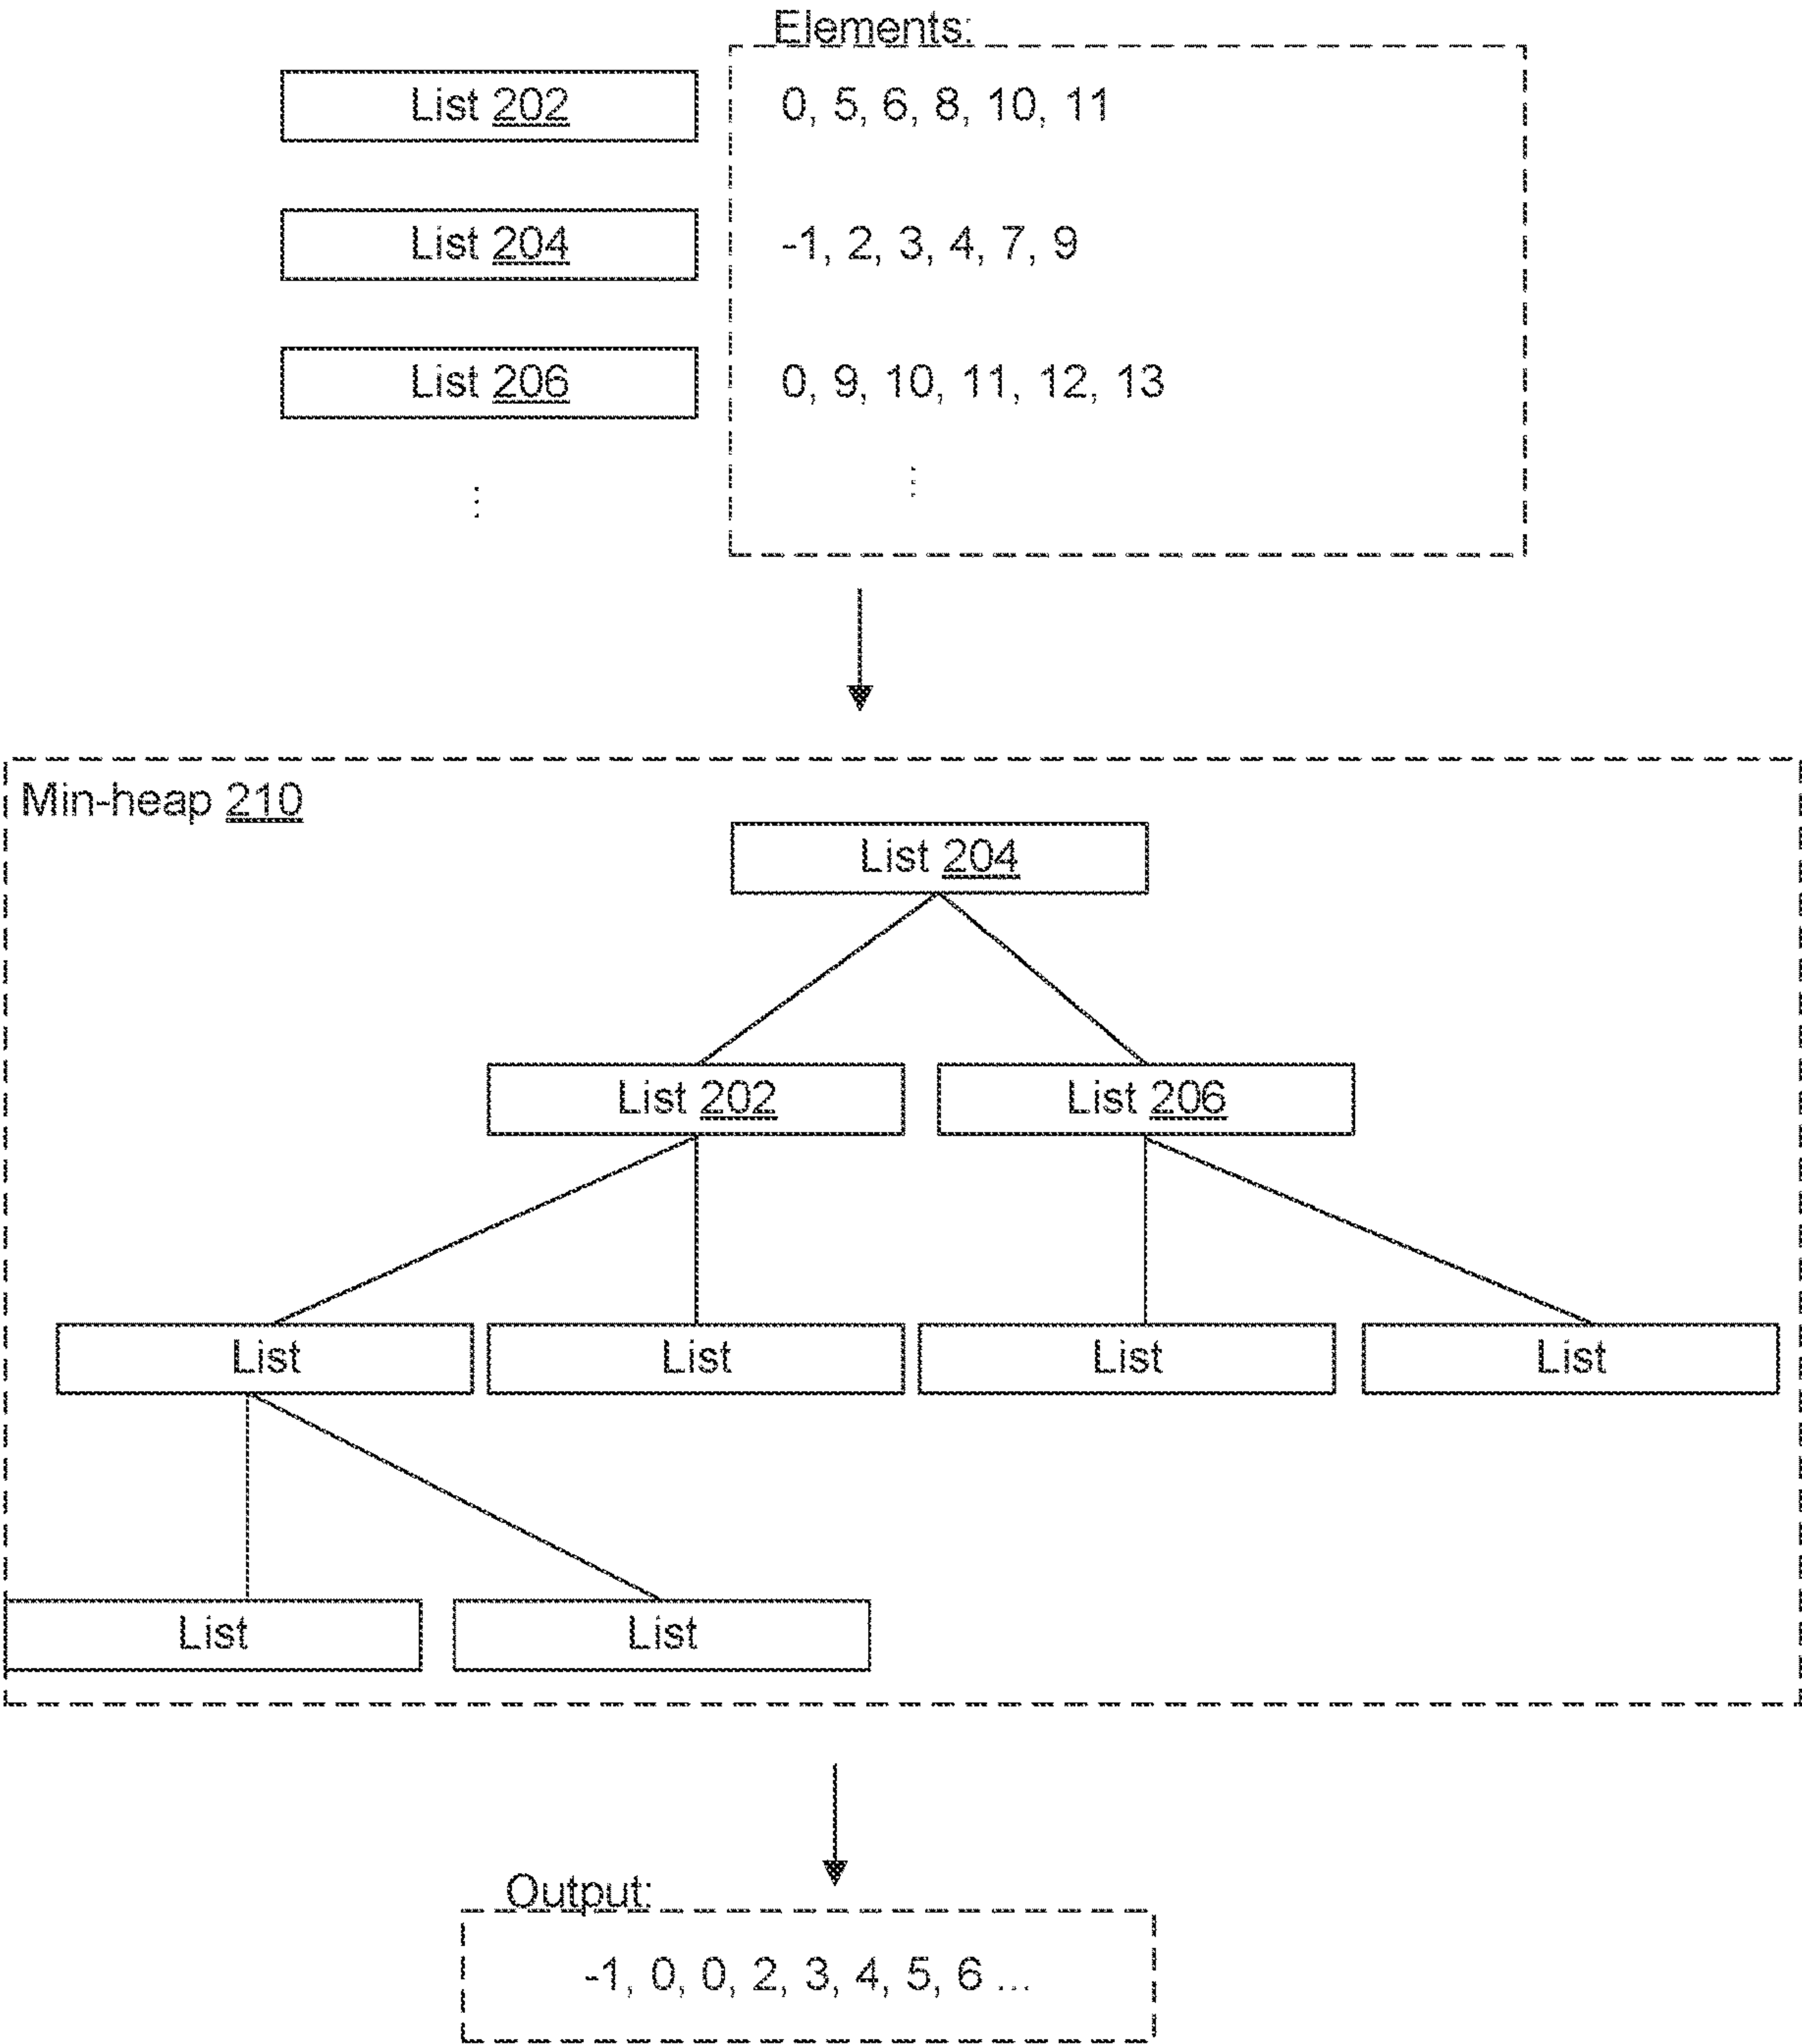 Elements:
List 202 0, 5, 6, 8, 10, 11
List 204 -1, 2, 3, 4, 7, 9
List 206 0, 9, 10, 11, 12, 13
⋮ ⋮
Min-heap 210
List 204
List 202 List 206
List List List List
List List
Output:
-1, 0, 0, 2, 3, 4, 5, 6 ...